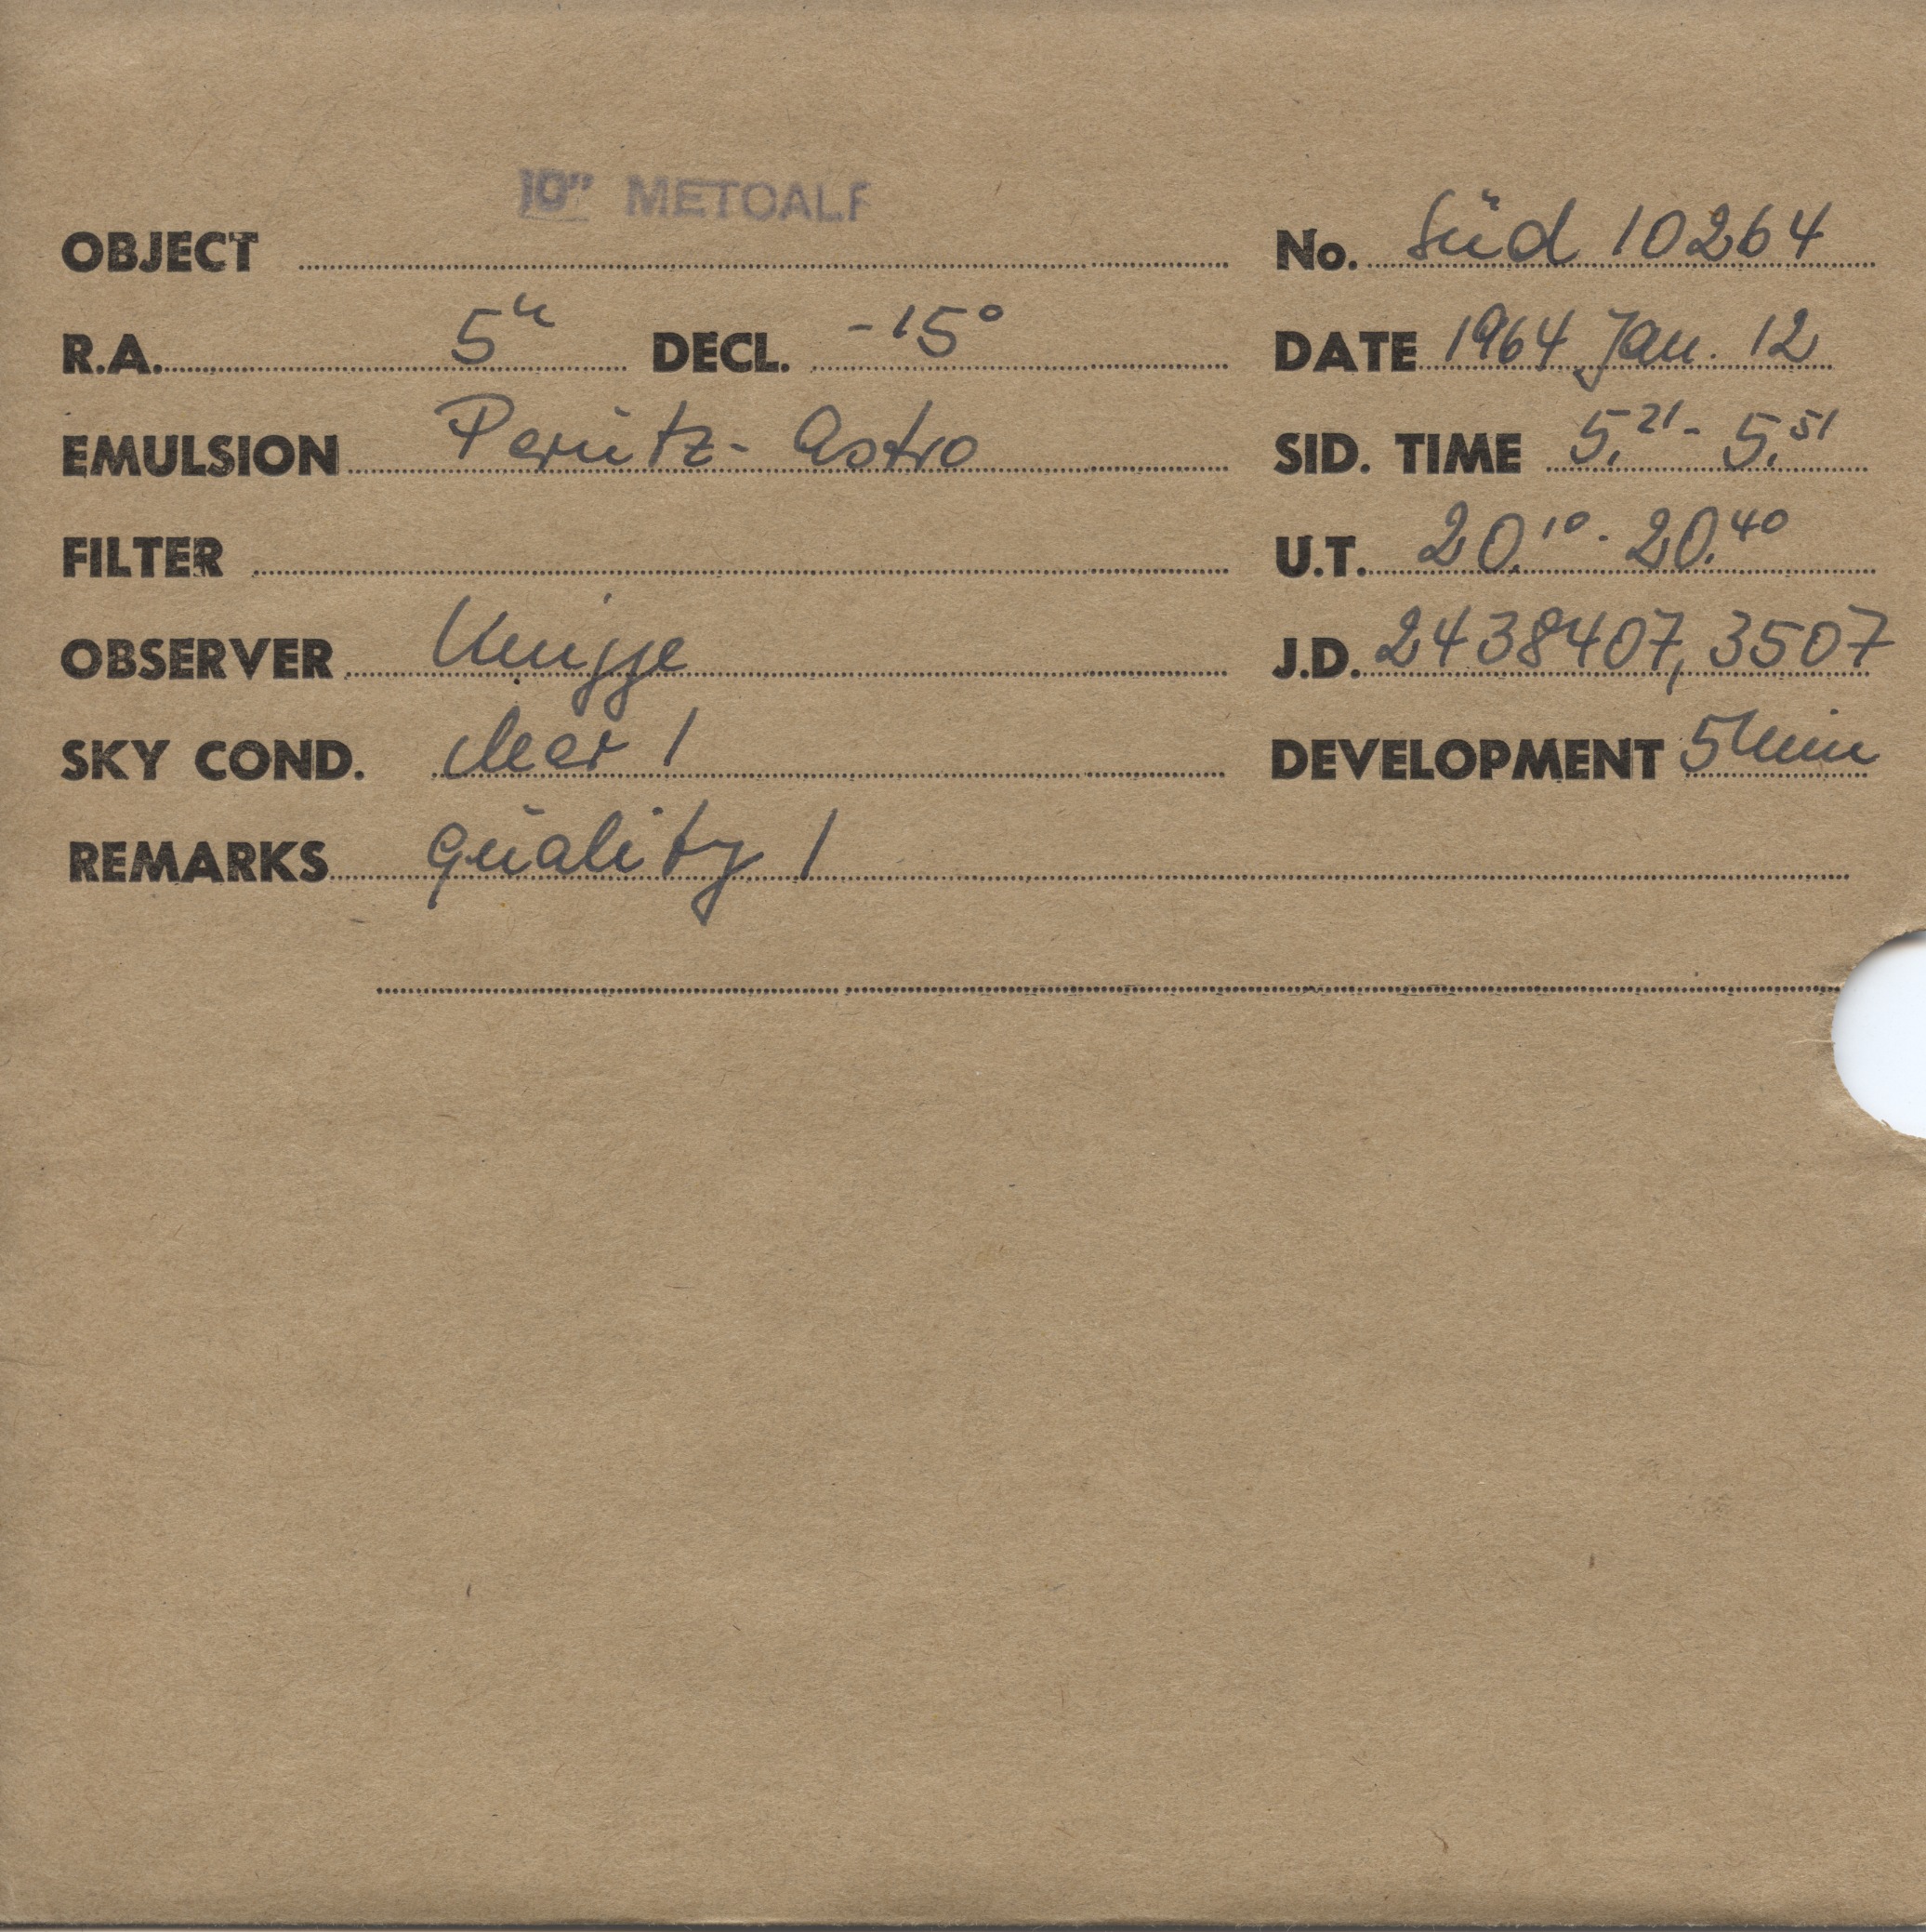 10" METCALF
OBJECT No. Süd 10264
R.A. 5h DECL. -15° DATE 1964 Jan. 12
EMULSION Perutz- Astro SID. TIME 5.21- 5.51
FILTER U.T. 20.10- 20.40
OBSERVER Knigge J.D. 2438407,3507
SKY COND. clear 1 DEVELOPMENT 5min
REMARKS quality 1